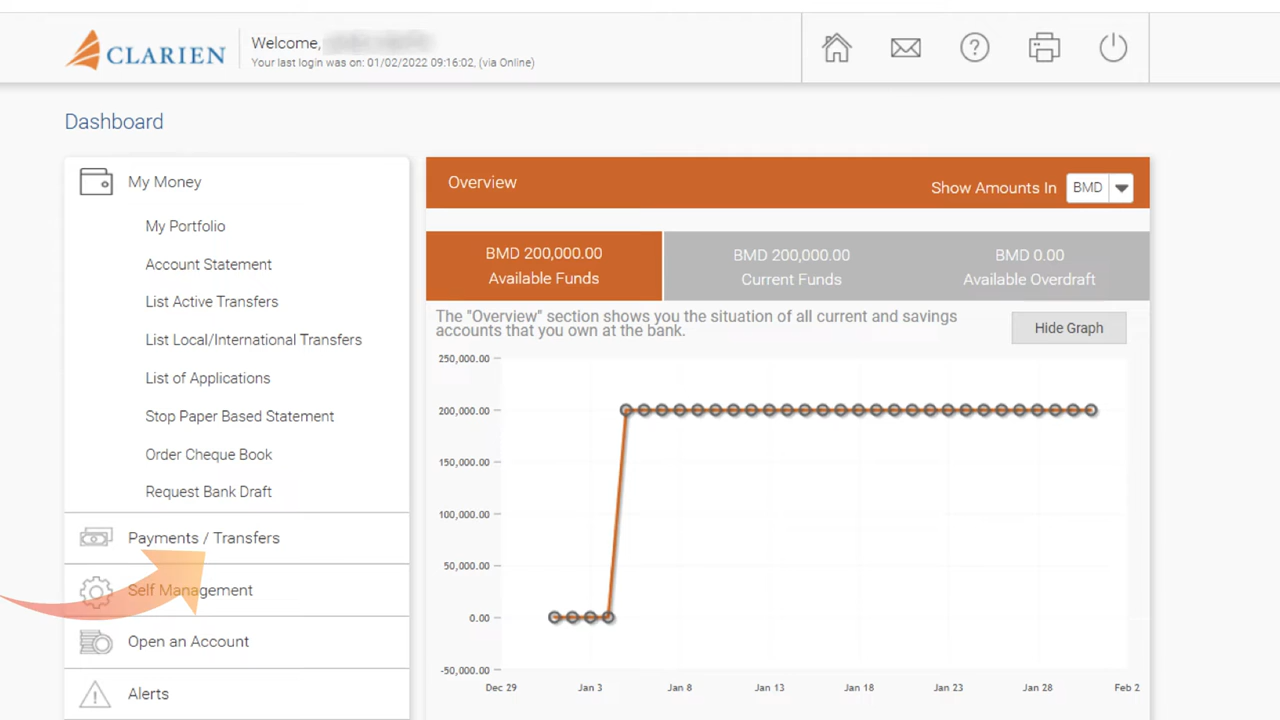 CLARIEN
Welcome,
Your last login was on: 01/02/2022 09:16:02, (via Online)
Dashboard
My Money
My Portfolio
Account Statement
List Active Transfers
List Local/International Transfers
List of Applications
Stop Paper Based Statement
Order Cheque Book
Request Bank Draft
Payments / Transfers
Self Management
Open an Account
Alerts
Overview
Show Amounts In BMD
BMD 200,000.00
Available Funds
BMD 200,000.00
Current Funds
BMD 0.00
Available Overdraft
The "Overview" section shows you the situation of all current and savings
accounts that you own at the bank.
Hide Graph
250,000.00
200,000.00
150,000.00
100,000.00
50,000.00
0.00
-50,000.00
Dec 29 Jan 3 Jan 8 Jan 13 Jan 18 Jan 23 Jan 28 Feb 2